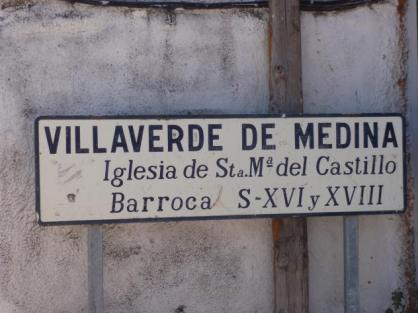 VILLAVERDE DE MEDINA
Iglesia de Sta. Mª del Castillo
Barroca S-XVI y XVIII